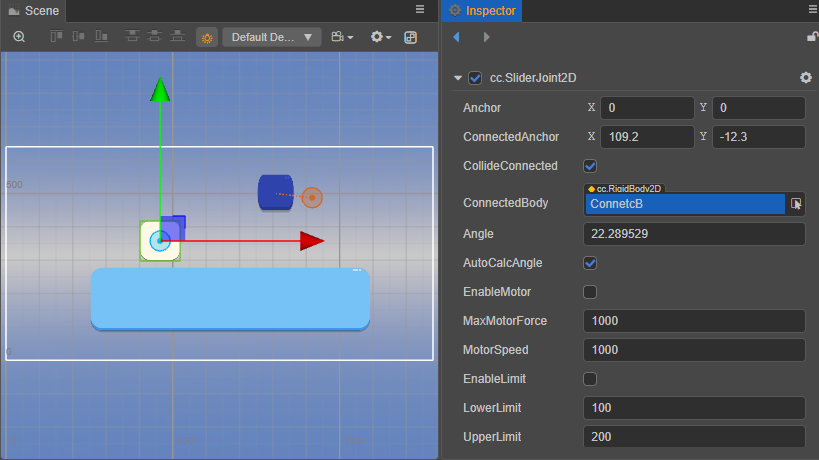 Scene
Default De...
500
0
Inspector
cc.SliderJoint2D
Anchor X 0 Y 0
ConnectedAnchor X 109.2 Y -12.3
CollideConnected
cc.RigidBody2D
ConnectedBody ConnetcB
Angle 22.289529
AutoCalcAngle
EnableMotor
MaxMotorForce 1000
MotorSpeed 1000
EnableLimit
LowerLimit 100
UpperLimit 200